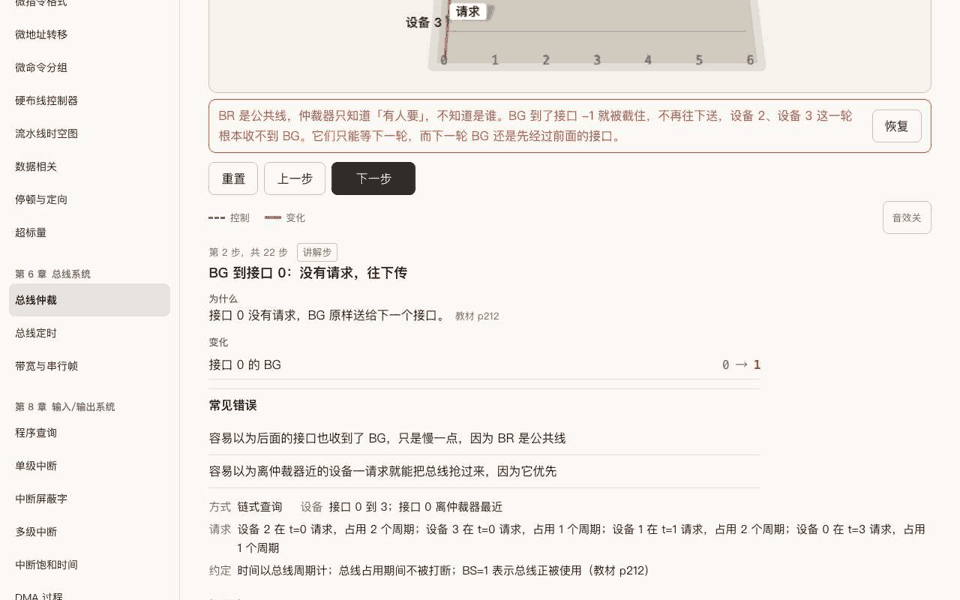 微指令格式
微地址转移
微命令分组
硬布线控制器
流水线时空图
数据相关
停顿与定向
超标量
第 6 章 总线系统
总线仲裁
总线定时
带宽与串行帧
第 8 章 输入/输出系统
程序查询
单级中断
中断屏蔽字
多级中断
中断饱和时间
DMA 过程
请求
设备 3
0 1 2 3 4 5 6
BR 是公共线，仲裁器只知道「有人要」，不知道是谁。BG 到了接口 −1 就被截住，不再往下送，设备 2、设备 3 这一轮
根本收不到 BG。它们只能等下一轮，而下一轮 BG 还是先经过前面的接口。
恢复
重置 上一步 下一步
控制 变化
音效关
第 2 步，共 22 步 讲解步
BG 到接口 0：没有请求，往下传
为什么
接口 0 没有请求，BG 原样送给下一个接口。 教材 p212
变化
接口 0 的 BG 0 → 1
常见错误
容易以为后面的接口也收到了 BG，只是慢一点，因为 BR 是公共线
容易以为离仲裁器近的设备一请求就能把总线抢过来，因为它优先
方式 链式查询 设备 接口 0 到 3；接口 0 离仲裁器最近
请求 设备 2 在 t=0 请求，占用 2 个周期；设备 3 在 t=0 请求，占用 1 个周期；设备 1 在 t=1 请求，占用 2 个周期；设备 0 在 t=3 请求，占用
1 个周期
约定 时间以总线周期计；总线占用期间不被打断；BS=1 表示总线正被使用（教材 p212）